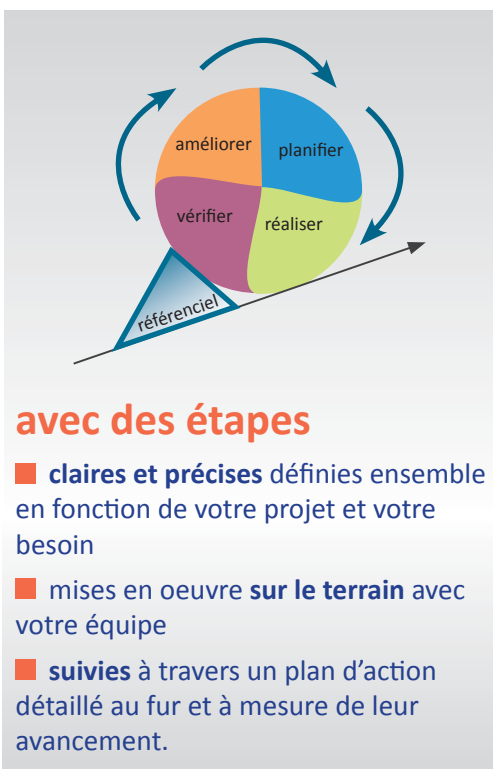 améliorer
planifier
vérifier
réaliser
référenciel
avec des étapes
claires et précises définies ensemble
en fonction de votre projet et votre
besoin
mises en oeuvre sur le terrain avec
votre équipe
suivies à travers un plan d'action
détaillé au fur et à mesure de leur
avancement.